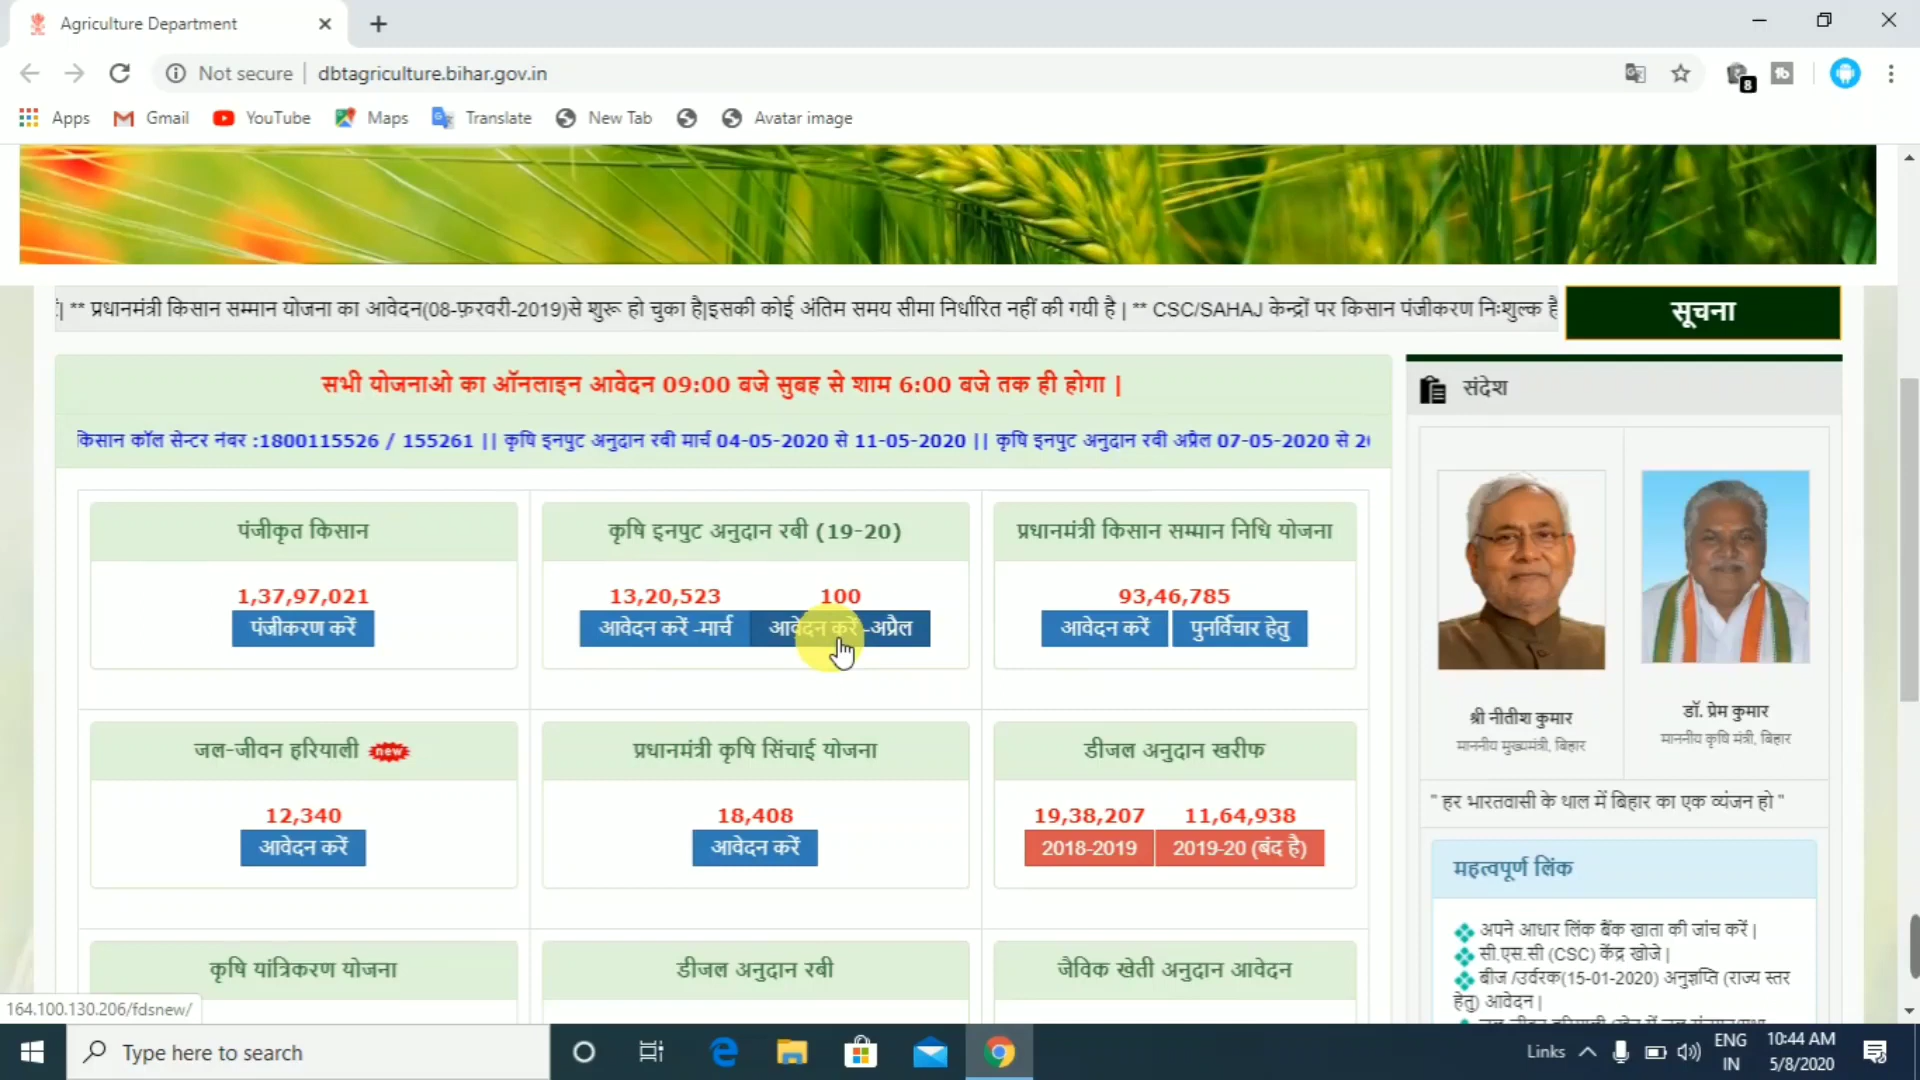 Agriculture Department
Not secure | dbtagriculture.bihar.gov.in
8
Apps Gmail YouTube Maps Translate New Tab Avatar image
| ** प्रधानमंत्री किसान सम्मान योजना का आवेदन(08-फ़रवरी-2019)से शुरू हो चुका है|इसकी कोई अंतिम समय सीमा निर्धारित नहीं की गयी है | ** CSC/SAHAJ केन्द्रों पर किसान पंजीकरण निःशुल्क है
सूचना
सभी योजनाओ का ऑनलाइन आवेदन 09:00 बजे सुबह से शाम 6:00 बजे तक ही होगा |
किसान कॉल सेन्टर नंबर :1800115526 / 155261 || कृषि इनपुट अनुदान रबी मार्च 04-05-2020 से 11-05-2020 || कृषि इनपुट अनुदान रबी अप्रैल 07-05-2020 से 2
संदेश
पंजीकृत किसान
1,37,97,021
पंजीकरण करें
कृषि इनपुट अनुदान रबी (19-20)
13,20,523 100
आवेदन करें -मार्च आवेदन करें -अप्रैल
प्रधानमंत्री किसान सम्मान निधि योजना
93,46,785
आवेदन करें पुनर्विचार हेतु
जल-जीवन हरियाली new
12,340
आवेदन करें
प्रधानमंत्री कृषि सिंचाई योजना
18,408
आवेदन करें
डीजल अनुदान खरीफ
19,38,207 11,64,938
2018-2019 2019-20 (बंद है)
कृषि यांत्रिकरण योजना
डीजल अनुदान रबी
जैविक खेती अनुदान आवेदन
श्री नीतीश कुमार
माननीय मुख्यमंत्री, बिहार
डॉ. प्रेम कुमार
माननीय कृषि मंत्री, बिहार
" हर भारतवासी के थाल में बिहार का एक व्यंजन हो "
महत्वपूर्ण लिंक
अपने आधार लिंक बैंक खाता की जांच करें |
सी.एस.सी (CSC) केंद्र खोजे |
बीज /उर्वरक(15-01-2020) अनुज्ञप्ति (राज्य स्तर
हेतु) आवेदन |
164.100.130.206/fdsnew/
Type here to search
Links
ENG
IN
10:44 AM
5/8/2020